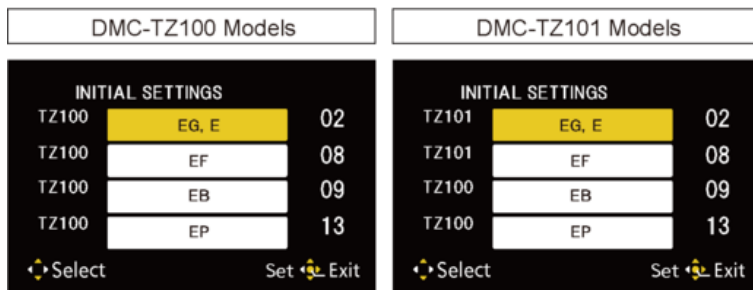 DMC-TZ100 Models
INITIAL SETTINGS
TZ100 EG, E 02
TZ100 EF 08
TZ100 EB 09
TZ100 EP 13
Select Set Exit
DMC-TZ101 Models
INITIAL SETTINGS
TZ101 EG, E 02
TZ101 EF 08
TZ100 EB 09
TZ100 EP 13
Select Set Exit